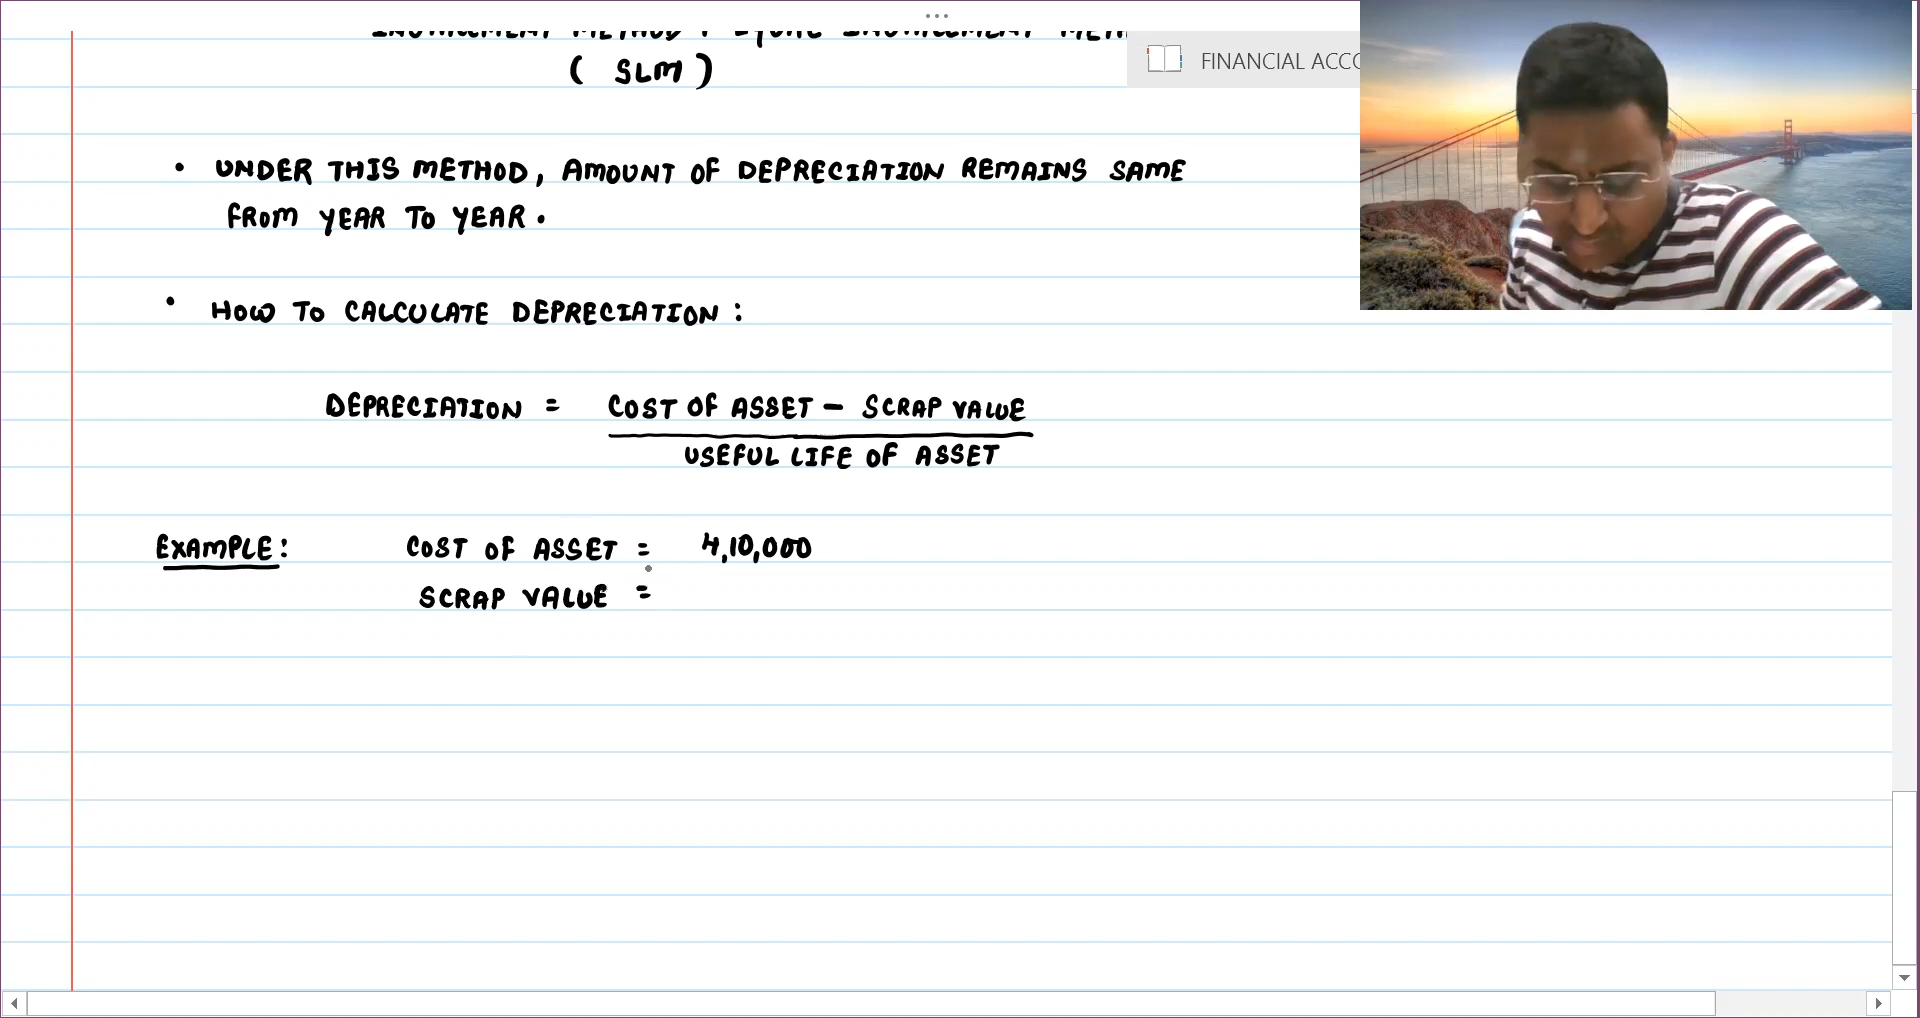 ( SLM )
FINANCIAL ACCO
• UNDER THIS METHOD, AMOUNT OF DEPRECIATION REMAINS SAME
FROM YEAR TO YEAR.
• HOW TO CALCULATE DEPRECIATION :
DEPRECIATION = COST OF ASSET - SCRAP VALUE
USEFUL LIFE OF ASSET
EXAMPLE: COST OF ASSET = 4,10,000
SCRAP VALUE =